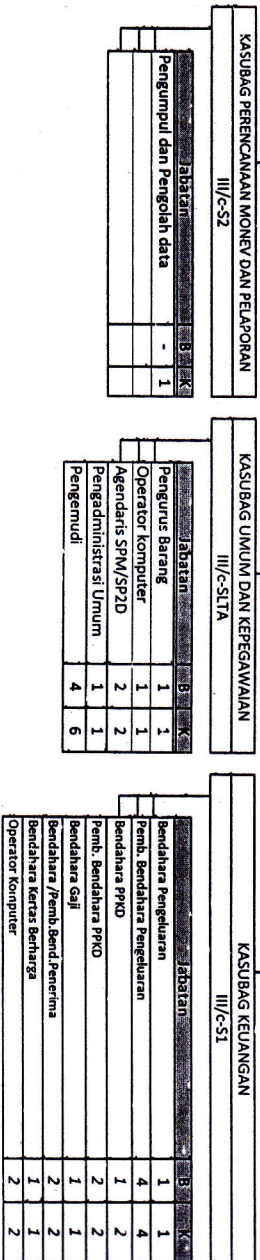 KASUBAG PERENCANAAN MONEV DAN PELAPORAN
III/c-S2
Jabatan B K
Pengumpul dan Pengolah data - 1
KASUBAG UMUM DAN KEPEGAWAIAN
III/c-SLTA
Jabatan B K
Pengurus Barang 1 1
Operator komputer 1 1
Agendaris SPM/SP2D 2 2
Pengadministrasi Umum 1 1
Pengemudi 4 6
KASUBAG KEUANGAN
III/c-S1
Jabatan B K
Bendahara Pengeluaran 1 1
Pemb. Bendahara Pengeluaran 4 4
Bendahara PPKD 1 2
Pemb. Bendahara PPKD 2 2
Bendahara Gaji 1 1
Bendahara /Pemb.Bend.Penerima 2 2
Bendahara Kertas Berharga 1 1
Operator Komputer 2 2